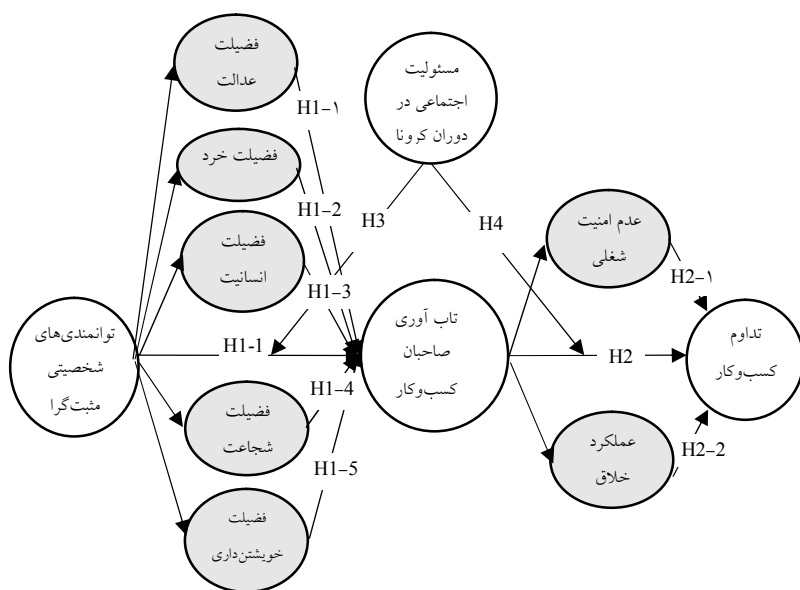 فضیلت
عدالت
مسئولیت
اجتماعی در
دوران کرونا
H1-۱
فضیلت خرد
H1-2
H3
H4
عدم امنیت
شغلی
فضیلت
انسانیت
H1-3
H2-۱
توانمندی‌های
شخصیتی
مثبت‌گرا
H1-1
تاب آوری
صاحبان
کسب‌وکار
H2
تداوم
کسب‌وکار
فضیلت
شجاعت
H1-4
عملکرد
خلاق
H2-2
H1-5
فضیلت
خویشتن‌داری